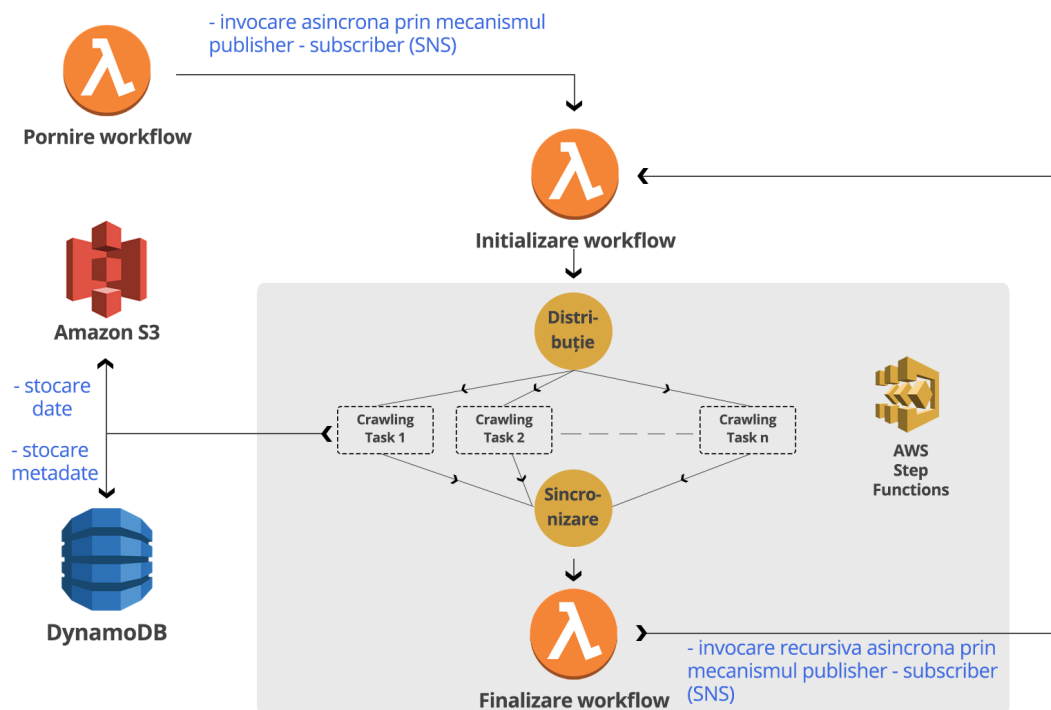 - invocare asincrona prin mecanismul
publisher - subscriber (SNS)
Pornire workflow
Initializare workflow
Amazon S3
- stocare
date
- stocare
metadate
DynamoDB
Distri-
buție
Crawling
Task 1
Crawling
Task 2
Crawling
Task n
AWS
Step
Functions
Sincro-
nizare
Finalizare workflow
- invocare recursiva asincrona prin
mecanismul publisher - subscriber
(SNS)